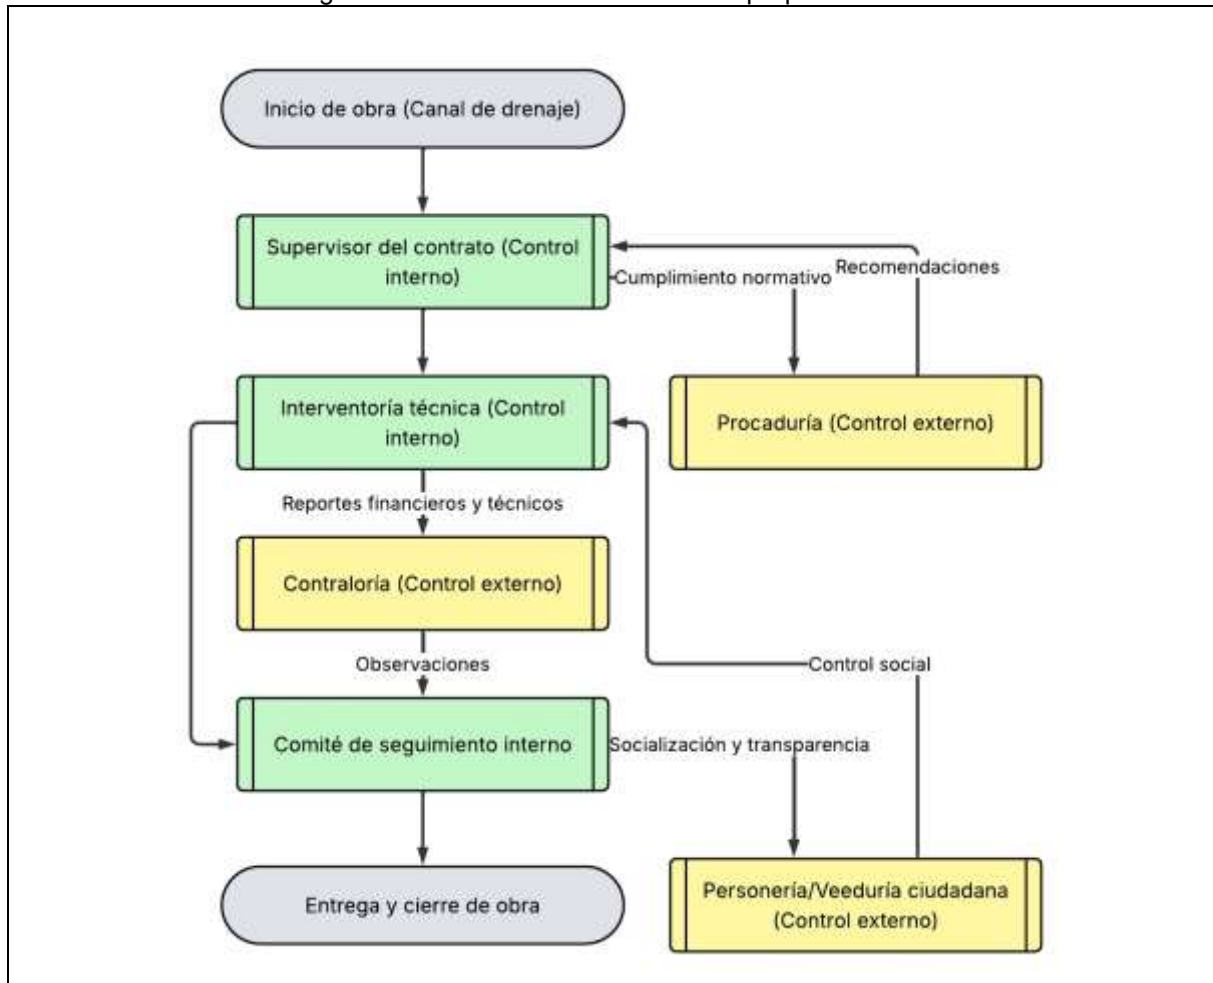 Inicio de obra (Canal de drenaje)
Supervisor del contrato (Control
interno)
Recomendaciones
Cumplimiento normativo
Interventoría técnica (Control
interno)
Procaduría (Control externo)
Reportes financieros y técnicos
Contraloría (Control externo)
Observaciones
Control social
Comité de seguimiento interno
Socialización y transparencia
Personería/Veeduría ciudadana
(Control externo)
Entrega y cierre de obra